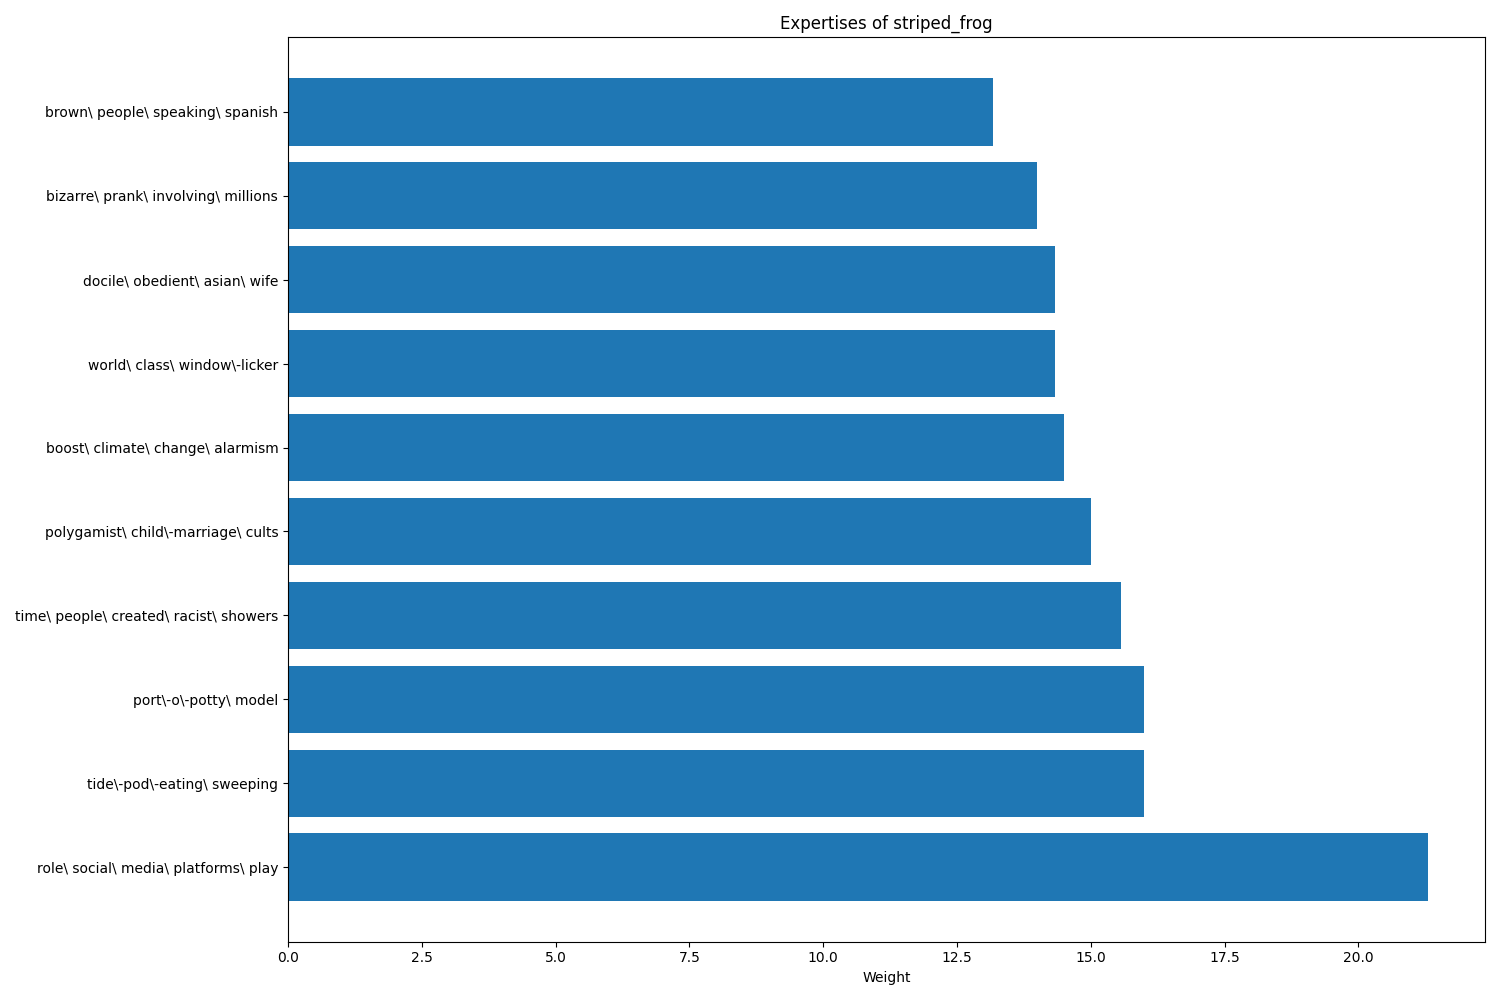 Expertises of striped_frog
brown\ people\ speaking\ spanish
bizarre\ prank\ involving\ millions
docile\ obedient\ asian\ wife
world\ class\ window\-licker
boost\ climate\ change\ alarmism
polygamist\ child\-marriage\ cults
time\ people\ created\ racist\ showers
port\-o\-potty\ model
tide\-pod\-eating\ sweeping
role\ social\ media\ platforms\ play
0.0 2.5 5.0 7.5 10.0 12.5 15.0 17.5 20.0
Weight